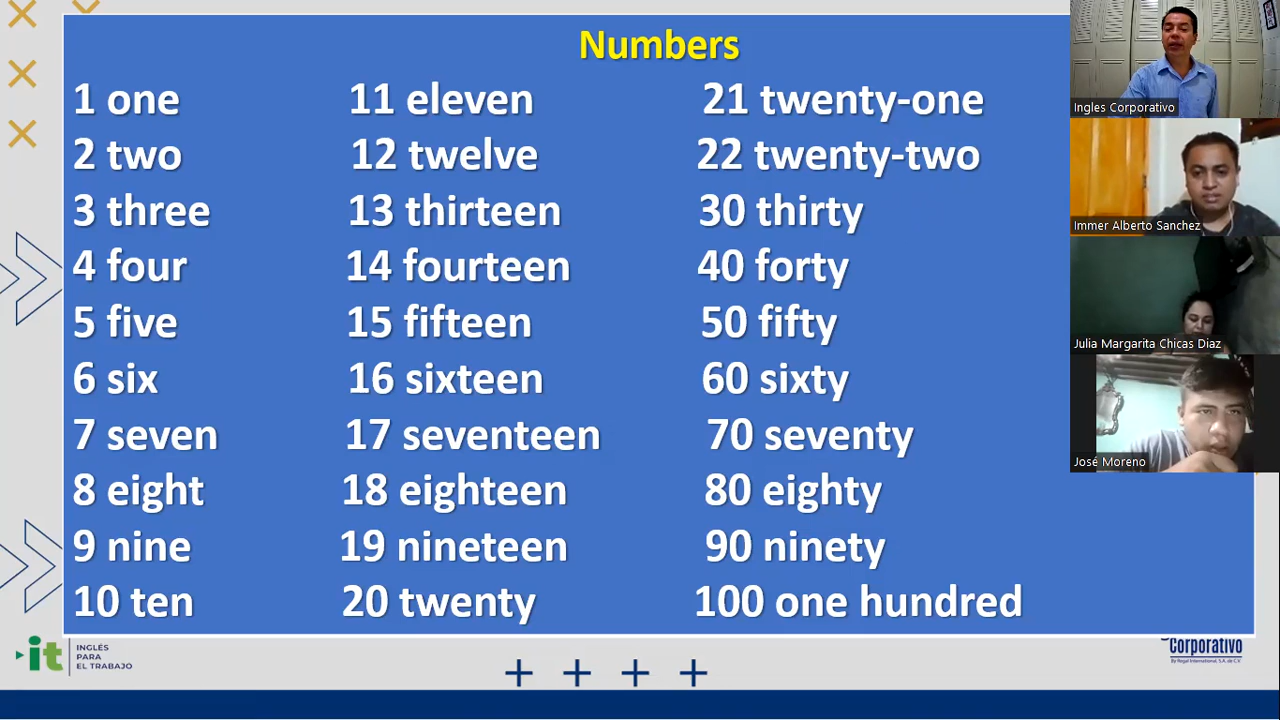 Numbers
1 one 11 eleven 21 twenty-one
2 two 12 twelve 22 twenty-two
3 three 13 thirteen 30 thirty
4 four 14 fourteen 40 forty
5 five 15 fifteen 50 fifty
6 six 16 sixteen 60 sixty
7 seven 17 seventeen 70 seventy
8 eight 18 eighteen 80 eighty
9 nine 19 nineteen 90 ninety
10 ten 20 twenty 100 one hundred
Ingles Corporativo
Immer Alberto Sanchez
Julia Margarita Chicas Diaz
José Moreno
it
INGLÉS
PARA
EL TRABAJO
Corporativo
By Regal International, S.A. de C.V.